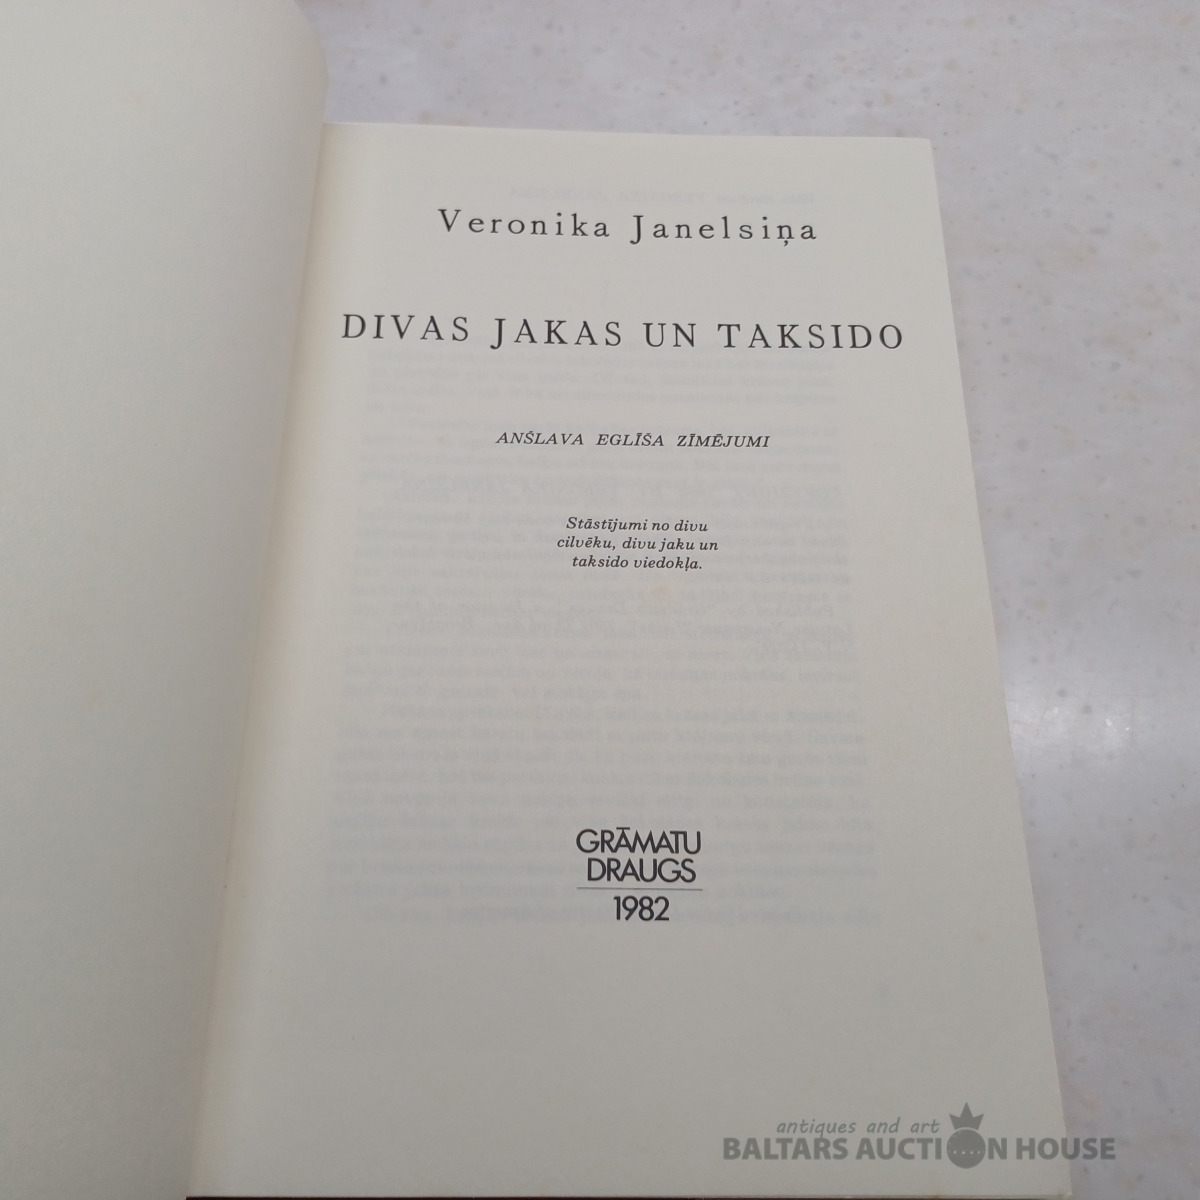 Veronika Janelsiņa
DIVAS JAKAS UN TAKSIDO
ANŠLAVA EGLĪŠA ZĪMĒJUMI
Stāstījumi no divu
cilvēku, divu jaku un
taksido viedokļa.
GRĀMATU
DRAUGS
1982
antiques and art
BALTARS AUCTION HOUSE